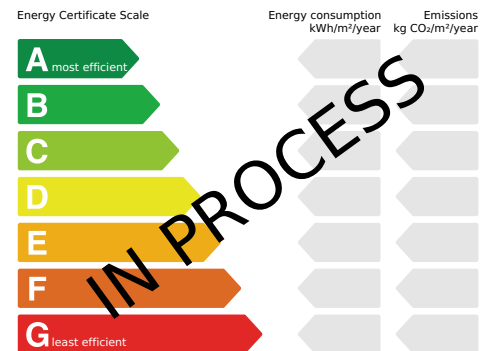 Energy Certificate Scale
Energy consumption
kWh/m²/year
Emissions
kg CO₂/m²/year
A most efficient
B
C
D
E
F
G least efficient
IN PROCESS